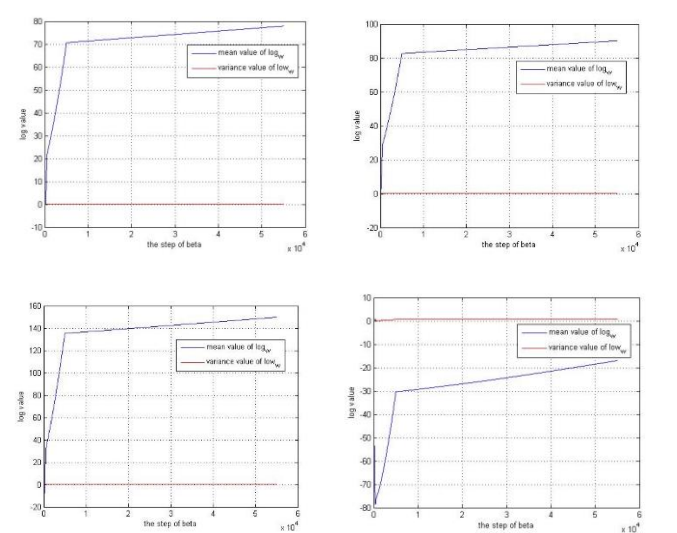 80
70
60
50
40
30
20
10
0
-10
log value
mean value of log_w
variance value of low_w
0 1 2 3 4 5 6
the step of beta
x 10^4
100
80
60
40
20
0
-20
log value
mean value of log_w
variance value of low_w
0 1 2 3 4 5 6
the step of beta
x 10^4
160
140
120
100
80
60
40
20
0
-20
log value
mean value of log_w
variance value of low_w
0 1 2 3 4 5 6
the step of beta
x 10^4
10
0
-10
-20
-30
-40
-50
-60
-70
-80
log value
mean value of log_w
variance value of low_w
0 1 2 3 4 5 6
the step of beta
x 10^4